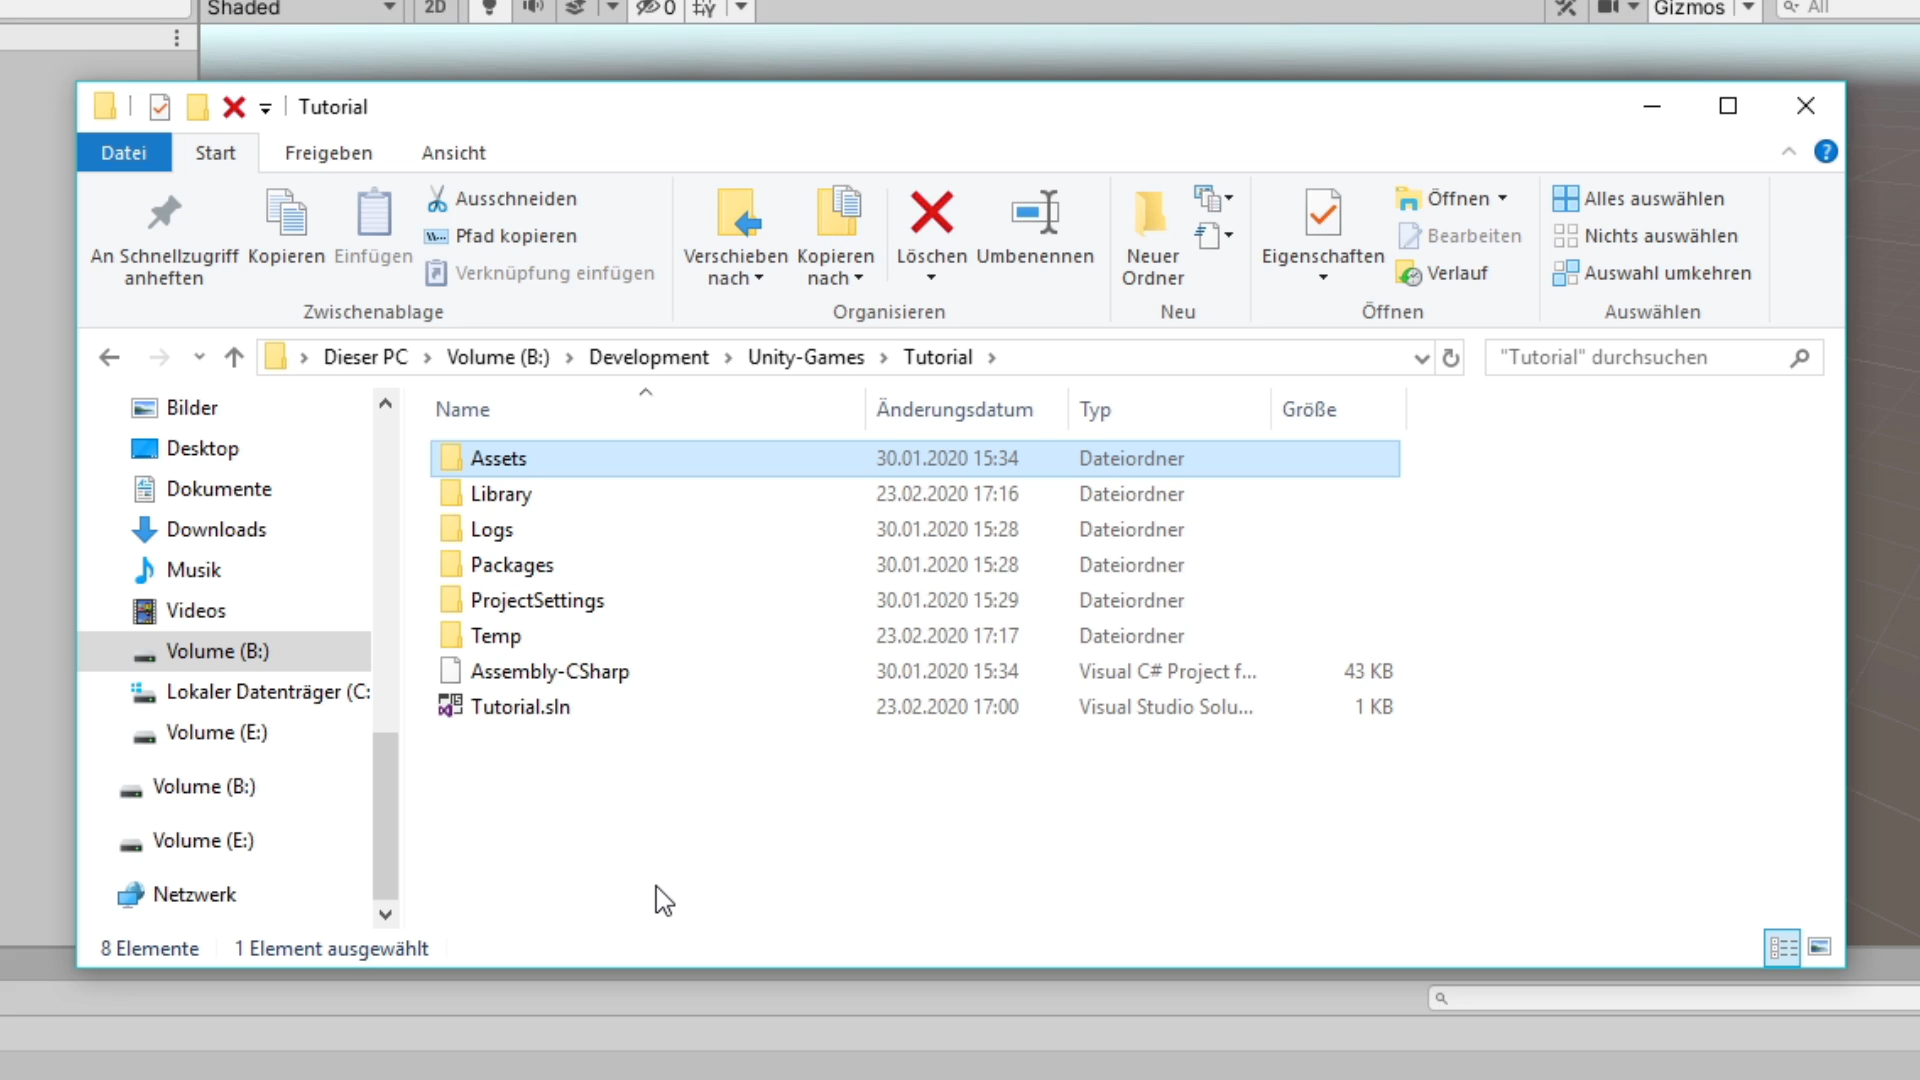 Shaded 2D 0 Gizmos All
Tutorial
Datei Start Freigeben Ansicht
An Schnellzugriff anheften
Kopieren
Einfügen
Ausschneiden
Pfad kopieren
Verknüpfung einfügen
Zwischenablage
Verschieben nach
Kopieren nach
Löschen
Umbenennen
Organisieren
Neuer Ordner
Neu
Eigenschaften
Öffnen
Bearbeiten
Verlauf
Öffnen
Alles auswählen
Nichts auswählen
Auswahl umkehren
Auswählen
Dieser PC › Volume (B:) › Development › Unity-Games › Tutorial ›
"Tutorial" durchsuchen
Bilder
Desktop
Dokumente
Downloads
Musik
Videos
Volume (B:)
Lokaler Datenträger (C:
Volume (E:)
Volume (B:)
Volume (E:)
Netzwerk
Name Änderungsdatum Typ Größe
Assets 30.01.2020 15:34 Dateiordner
Library 23.02.2020 17:16 Dateiordner
Logs 30.01.2020 15:28 Dateiordner
Packages 30.01.2020 15:28 Dateiordner
ProjectSettings 30.01.2020 15:29 Dateiordner
Temp 23.02.2020 17:17 Dateiordner
Assembly-CSharp 30.01.2020 15:34 Visual C# Project f... 43 KB
Tutorial.sln 23.02.2020 17:00 Visual Studio Solu... 1 KB
8 Elemente 1 Element ausgewählt